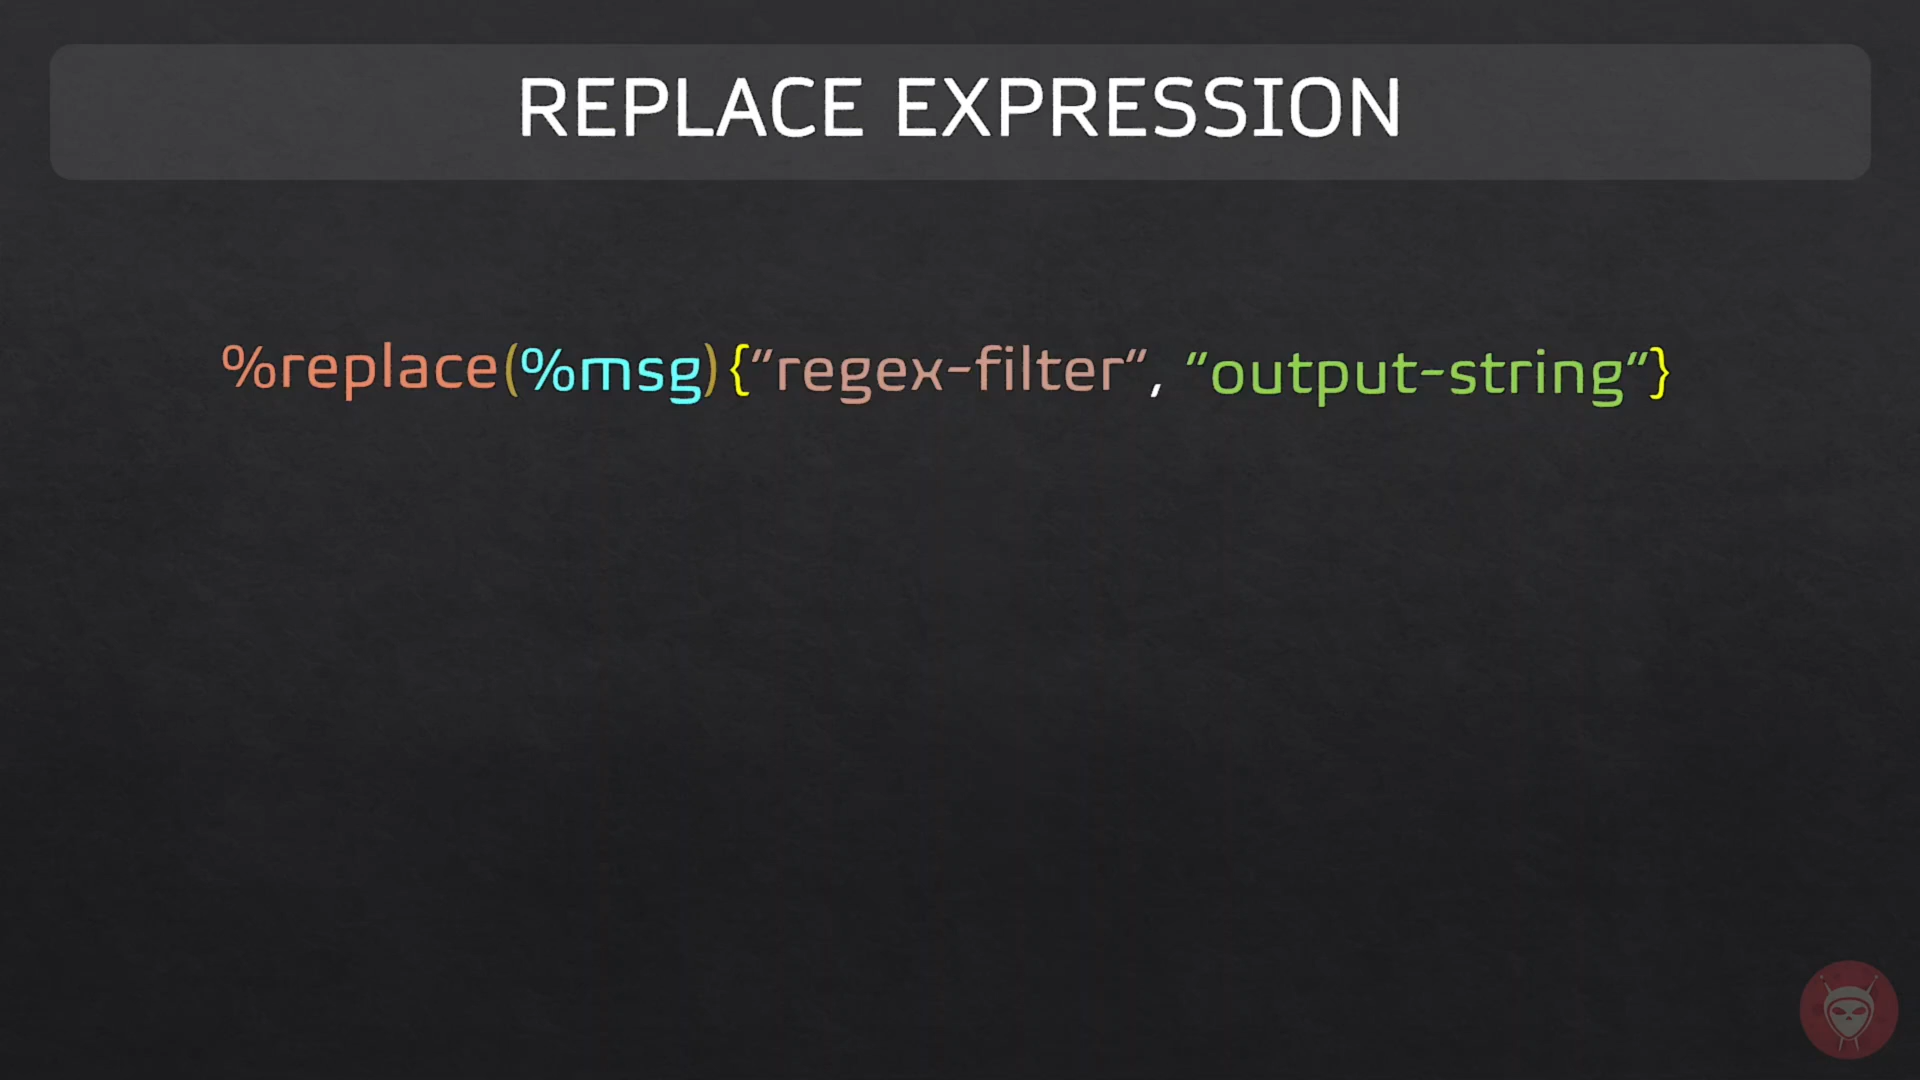 REPLACE EXPRESSION
%replace(%msg){“regex-filter“, “output-string“}